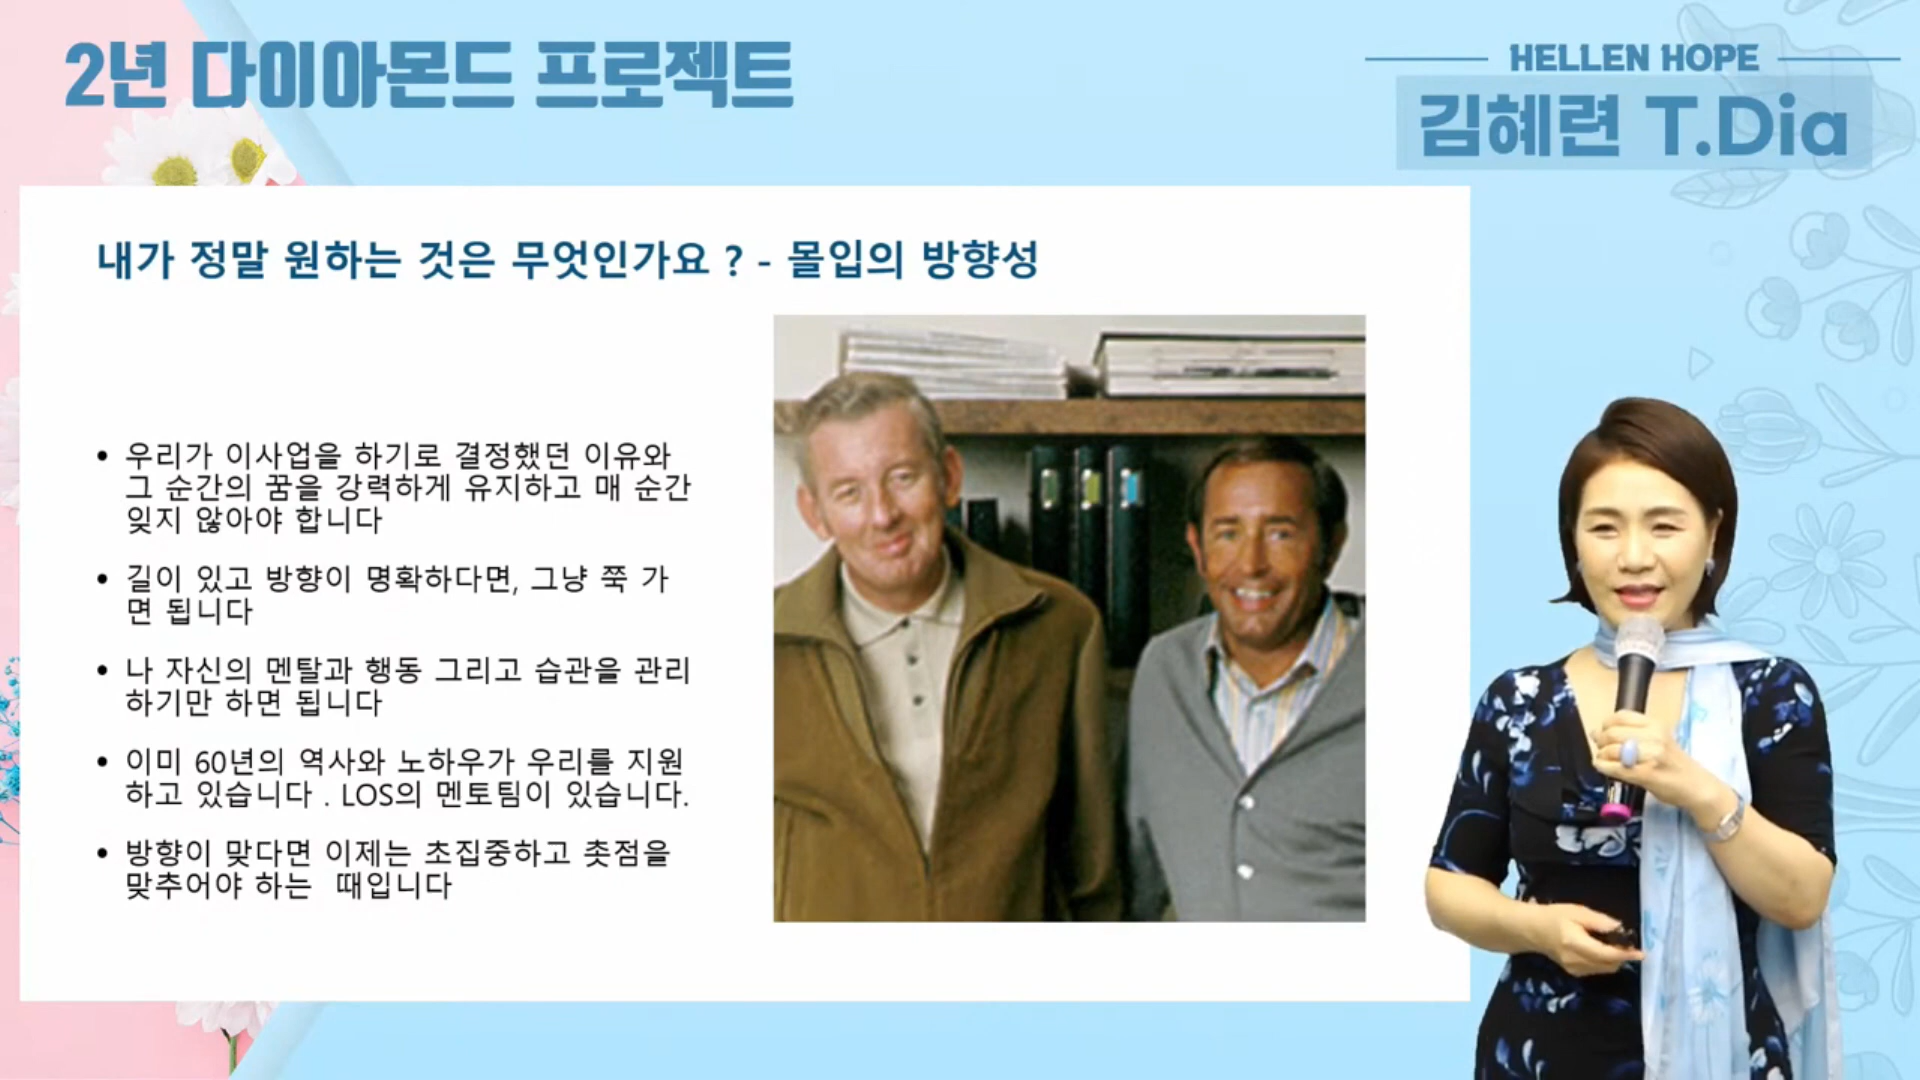 2년 다이아몬드 프로젝트
HELLEN HOPE
김혜련 T.Dia
내가 정말 원하는 것은 무엇인가요 ? - 몰입의 방향성
• 우리가 이사업을 하기로 결정했던 이유와
그 순간의 꿈을 강력하게 유지하고 매 순간
잊지 않아야 합니다
• 길이 있고 방향이 명확하다면, 그냥 쭉 가
면 됩니다
• 나 자신의 멘탈과 행동 그리고 습관을 관리
하기만 하면 됩니다
• 이미 60년의 역사와 노하우가 우리를 지원
하고 있습니다 . LOS의 멘토팀이 있습니다.
• 방향이 맞다면 이제는 초집중하고 촛점을
맞추어야 하는  때입니다